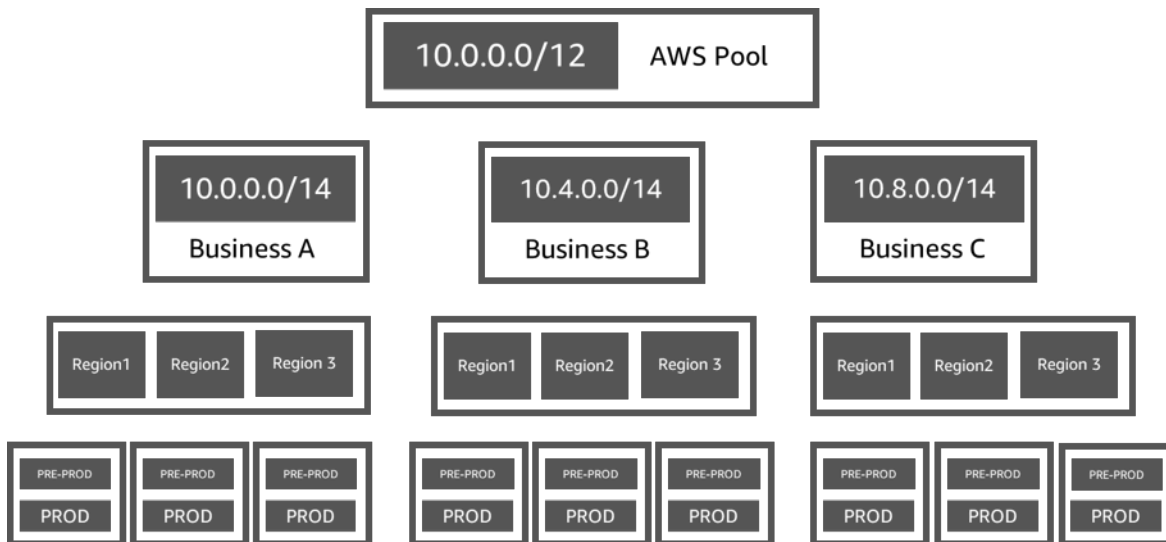 10.0.0.0/12 AWS Pool
10.0.0.0/14 10.4.0.0/14 10.8.0.0/14
Business A Business B Business C
Region1 Region2 Region 3 Region1 Region2 Region 3 Region1 Region2 Region 3
PRE-PROD PRE-PROD PRE-PROD PRE-PROD PRE-PROD PRE-PROD PRE-PROD PRE-PROD PRE-PROD
PROD PROD PROD PROD PROD PROD PROD PROD PROD